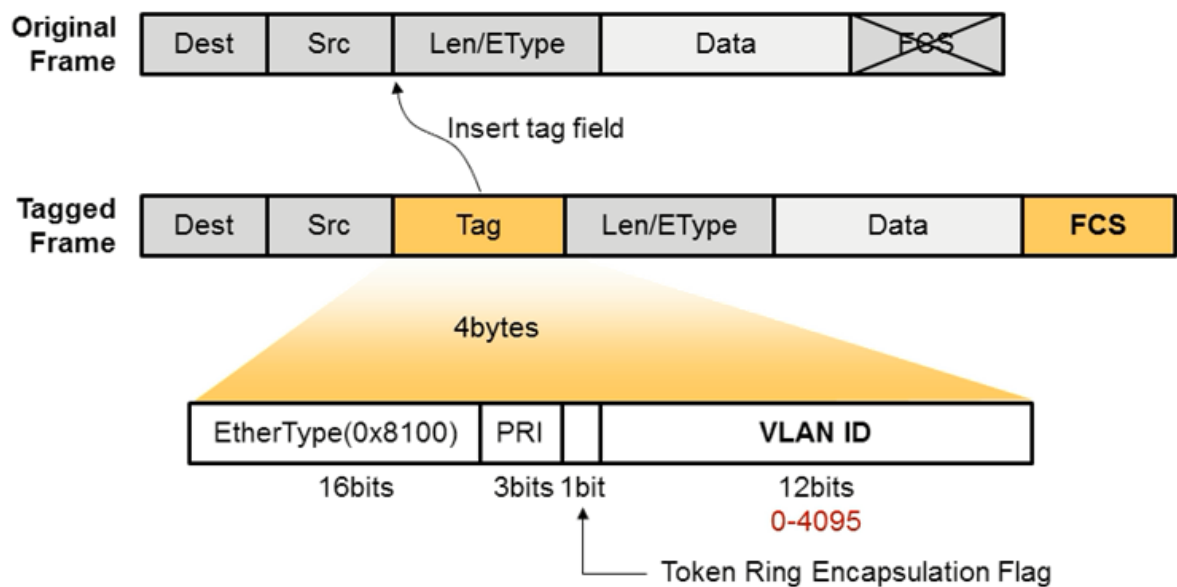 Original
Frame
Dest Src Len/EType Data FCS
Insert tag field
Tagged
Frame
Dest Src Tag Len/EType Data FCS
4bytes
EtherType(0x8100) PRI VLAN ID
16bits 3bits 1bit 12bits
0-4095
Token Ring Encapsulation Flag